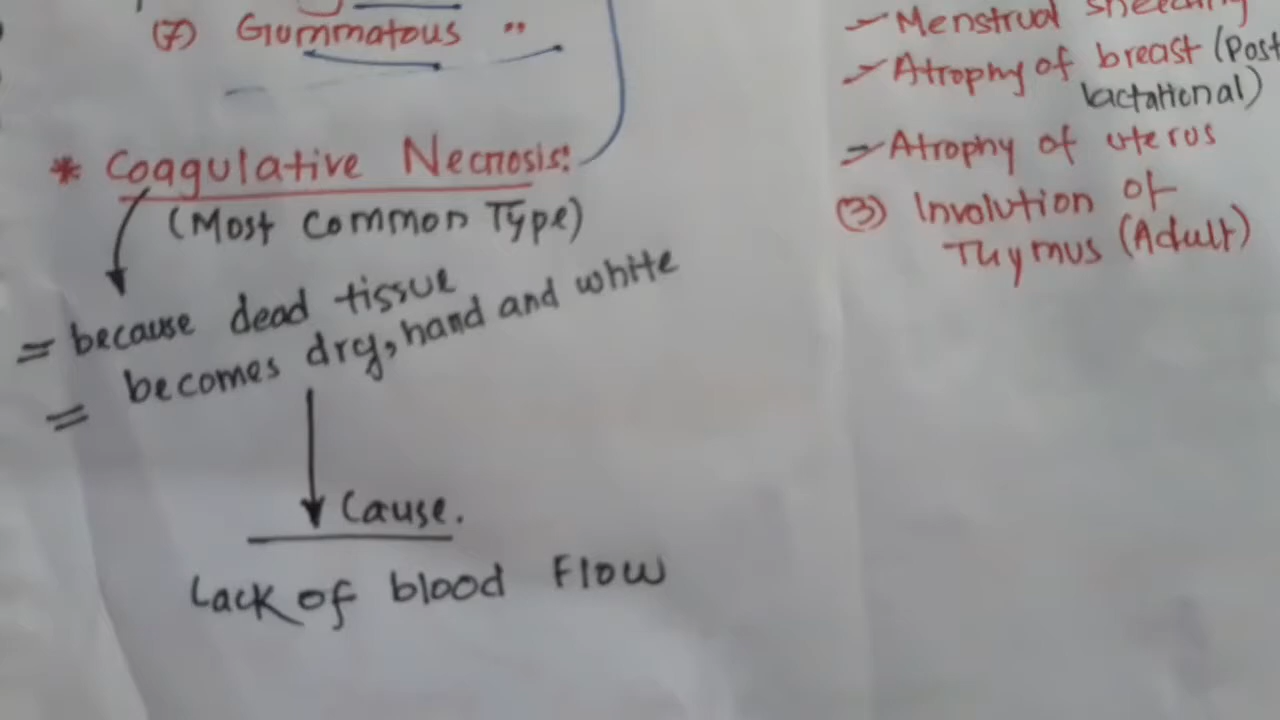 (7) Gummatous "
* Coagulative Necrosis:
(Most Common Type)
= because dead tissue
= becomes dry, hand and white
Cause.
Lack of blood Flow
- Menstrual
- Atrophy of breast (Post
lactational)
- Atrophy of uterus
(3) Involution of
Thymus (Adult)